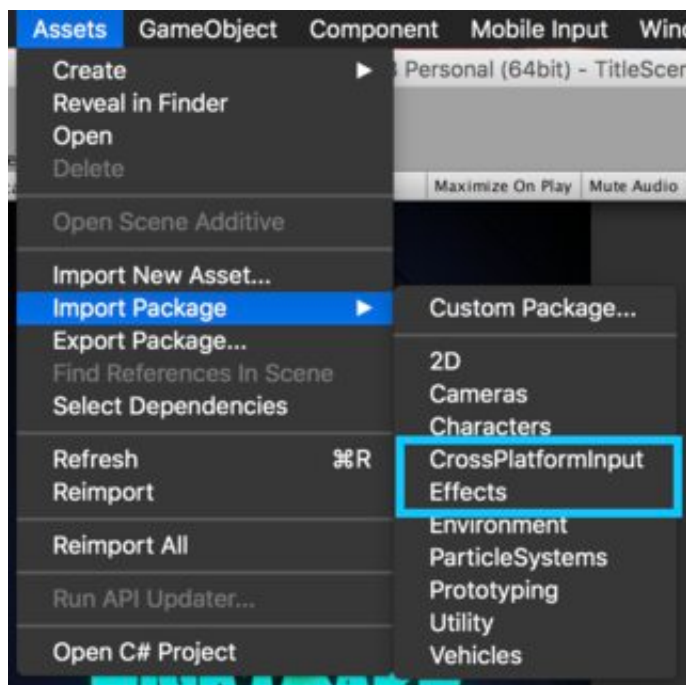 Assets GameObject Component Mobile Input
Personal (64bit) -
Maximize On Play Mute Audio
Create
Reveal in Finder
Open
Delete
Open Scene Additive
Import New Asset...
Import Package
Export Package...
Find References In Scene
Select Dependencies
Refresh ⌘R
Reimport
Reimport All
Run API Updater...
Open C# Project
Custom Package...
2D
Cameras
Characters
CrossPlatformInput
Effects
Environment
ParticleSystems
Prototyping
Utility
Vehicles